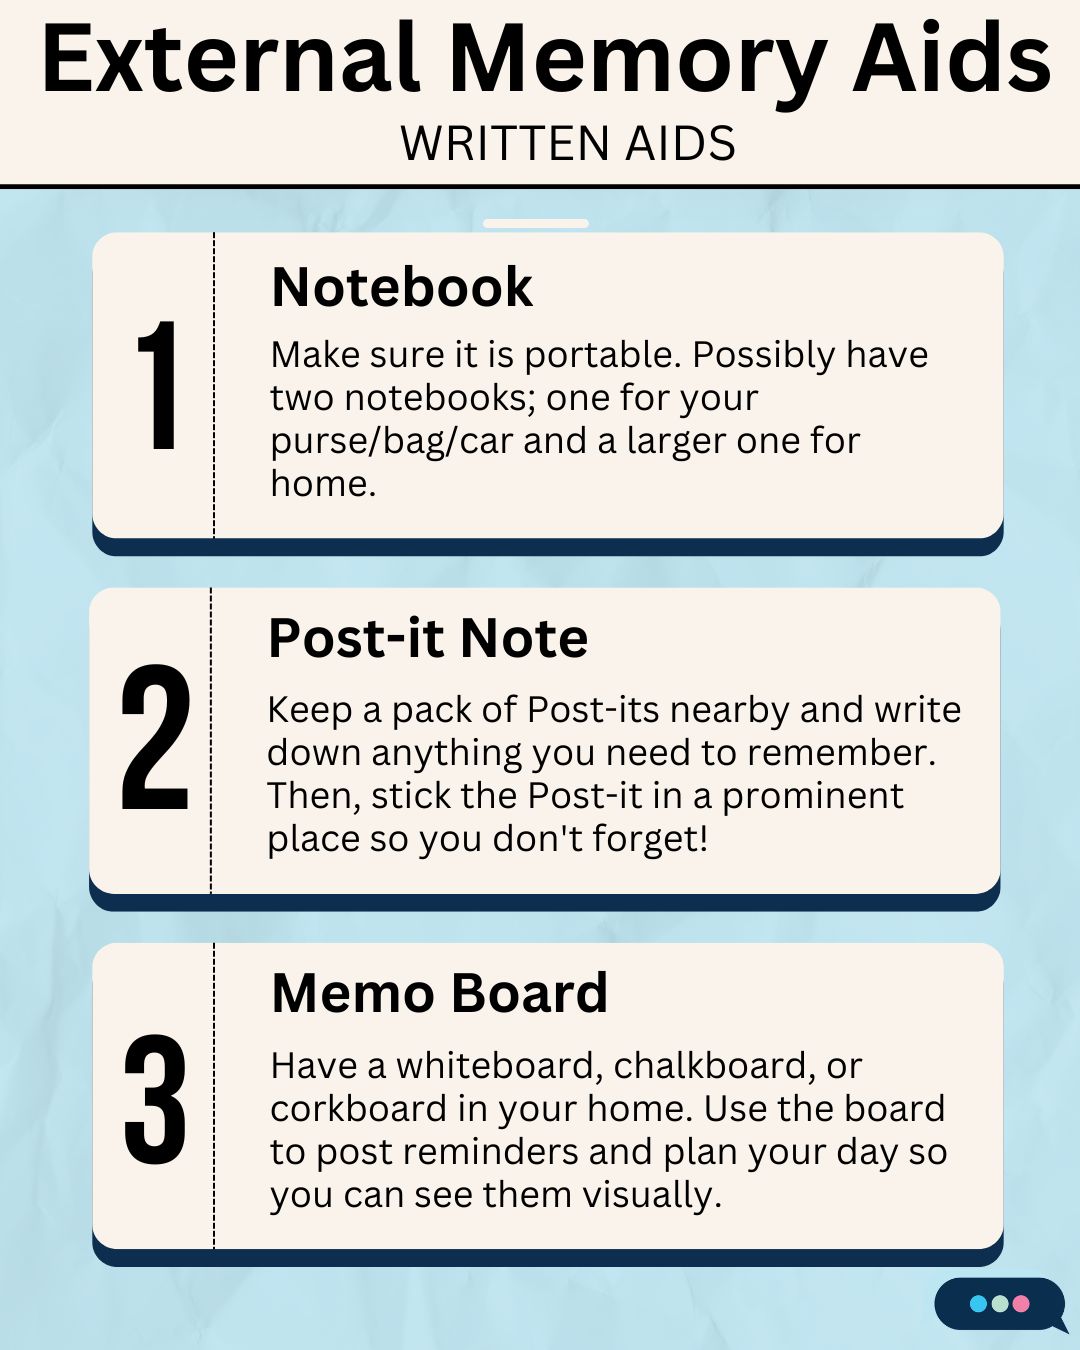 External Memory Aids
WRITTEN AIDS
1
Notebook
Make sure it is portable. Possibly have
two notebooks; one for your
purse/bag/car and a larger one for
home.
2
Post-it Note
Keep a pack of Post-its nearby and write
down anything you need to remember.
Then, stick the Post-it in a prominent
place so you don't forget!
3
Memo Board
Have a whiteboard, chalkboard, or
corkboard in your home. Use the board
to post reminders and plan your day so
you can see them visually.